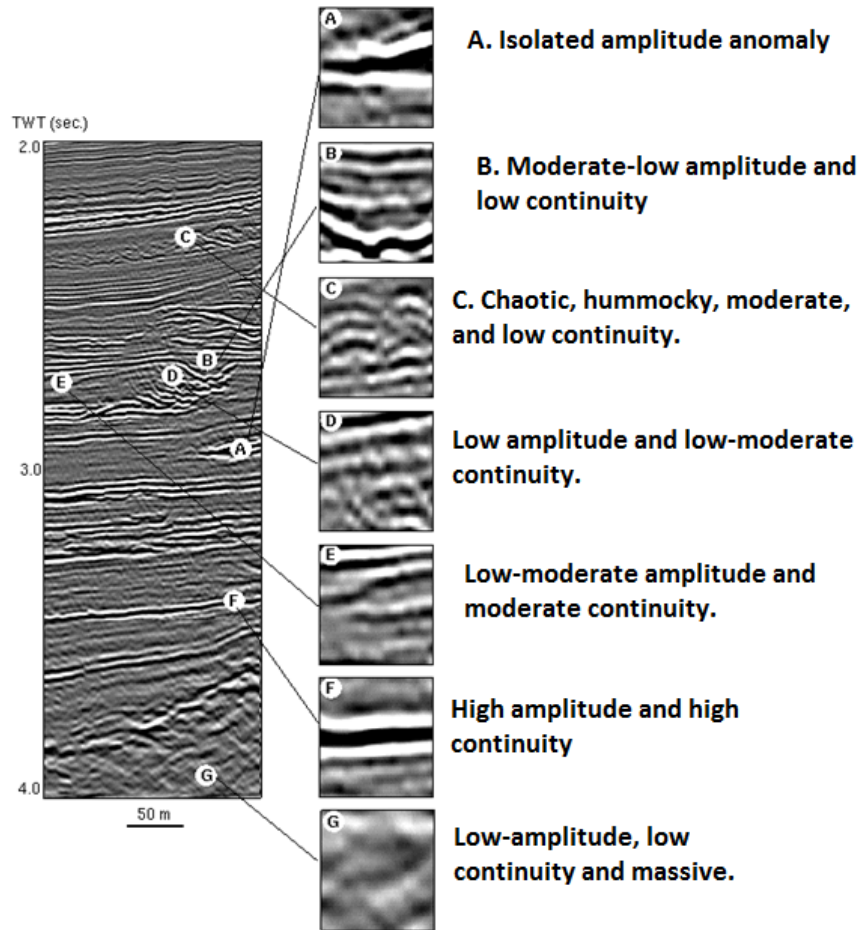 A
A. Isolated amplitude anomaly
TWT (sec.)
2.0
B
B. Moderate-low amplitude and
low continuity
C
C
C. Chaotic, hummocky, moderate,
and low continuity.
B
D
E
D
Low amplitude and low-moderate
continuity.
A
3.0
E
Low-moderate amplitude and
moderate continuity.
F
F
High amplitude and high
continuity
G
4.0
50 m
G
Low-amplitude, low
continuity and massive.